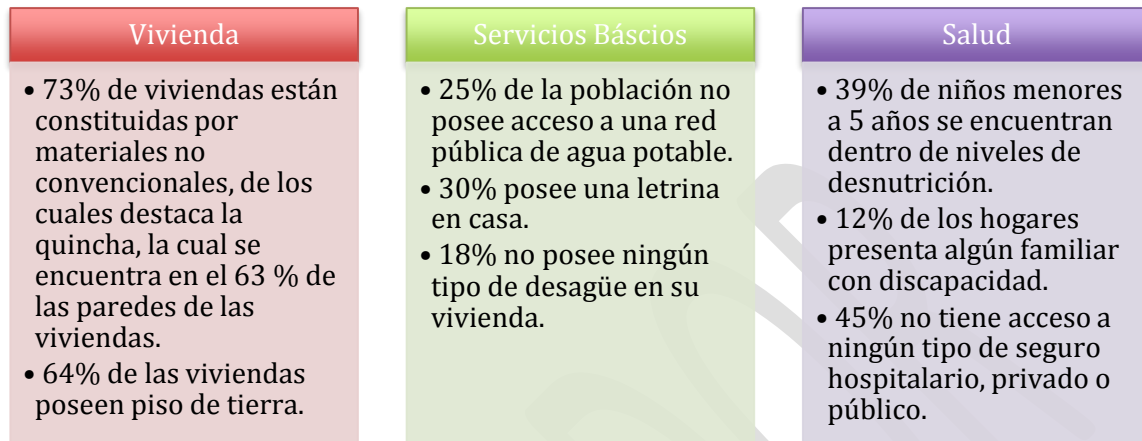 Vivienda
• 73% de viviendas están
constituidas por
materiales no
convencionales, de los
cuales destaca la
quincha, la cual se
encuentra en el 63 % de
las paredes de las
viviendas.
• 64% de las viviendas
poseen piso de tierra.
Servicios Báscios
• 25% de la población no
posee acceso a una red
pública de agua potable.
• 30% posee una letrina
en casa.
• 18% no posee ningún
tipo de desagüe en su
vivienda.
Salud
• 39% de niños menores
a 5 años se encuentran
dentro de niveles de
desnutrición.
• 12% de los hogares
presenta algún familiar
con discapacidad.
• 45% no tiene acceso a
ningún tipo de seguro
hospitalario, privado o
público.